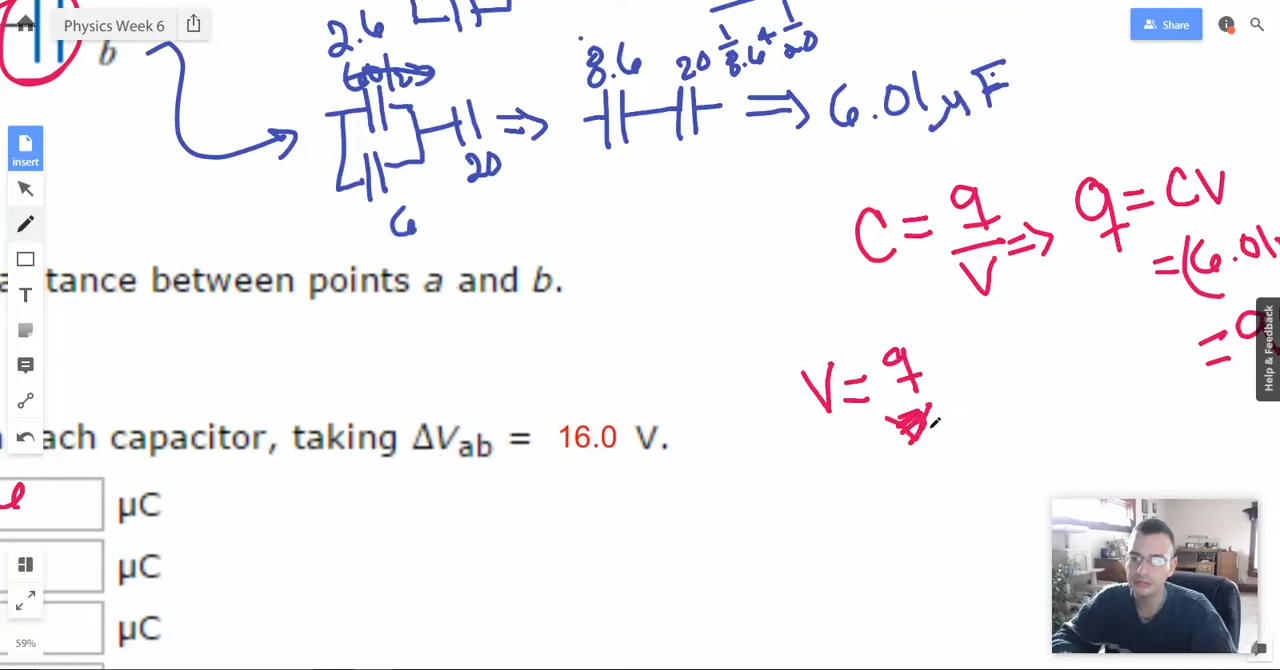 Physics Week 6
Share
b
2.6
8.6
20
1/8.6 + 1/20
⇒
⇒ 6.01 μF
20
6
C = q/V ⇒ q = CV
= (6.01
=
insert
tance between points a and b.
V = q
ach capacitor, taking ΔVab = 16.0 V.
μC
μC
μC
59%
Help & Feedback